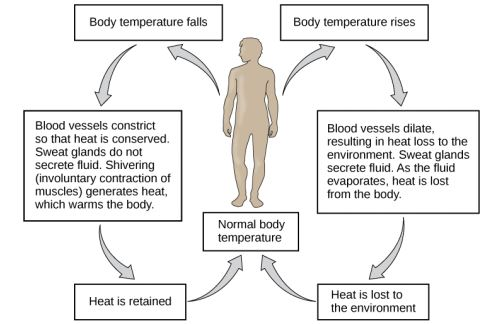 Body temperature falls
Body temperature rises
Blood vessels constrict
so that heat is conserved.
Sweat glands do not
secrete fluid. Shivering
(involuntary contraction of
muscles) generates heat,
which warms the body.
Blood vessels dilate,
resulting in heat loss to the
environment. Sweat glands
secrete fluid. As the fluid
evaporates, heat is lost
from the body.
Normal body
temperature
Heat is retained
Heat is lost to
the environment